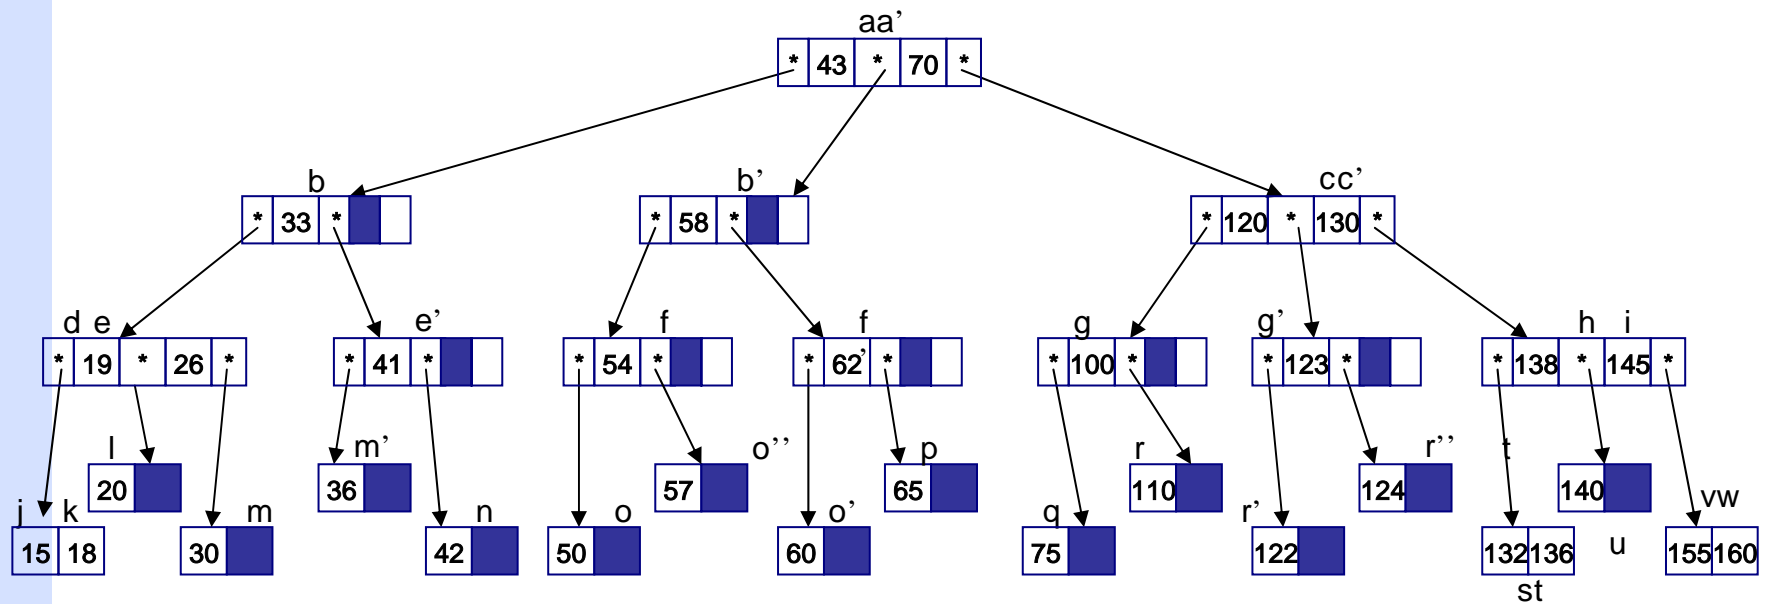 aa’
* 43 * 70 *
b b’ cc’
* 33 * * 58 * * 120 * 130 *
d e e’ f f g g’ h i
* 19 * 26 * * 41 * * 54 * * 62’ * * 100 * * 123 * * 138 * 145 *
l m’ o’’ p r r’’ t
20 36 57 65 110 124 140
j k m n o o’ q r’ vw
15 18 30 42 50 60 75 122 132 136 u 155 160
st